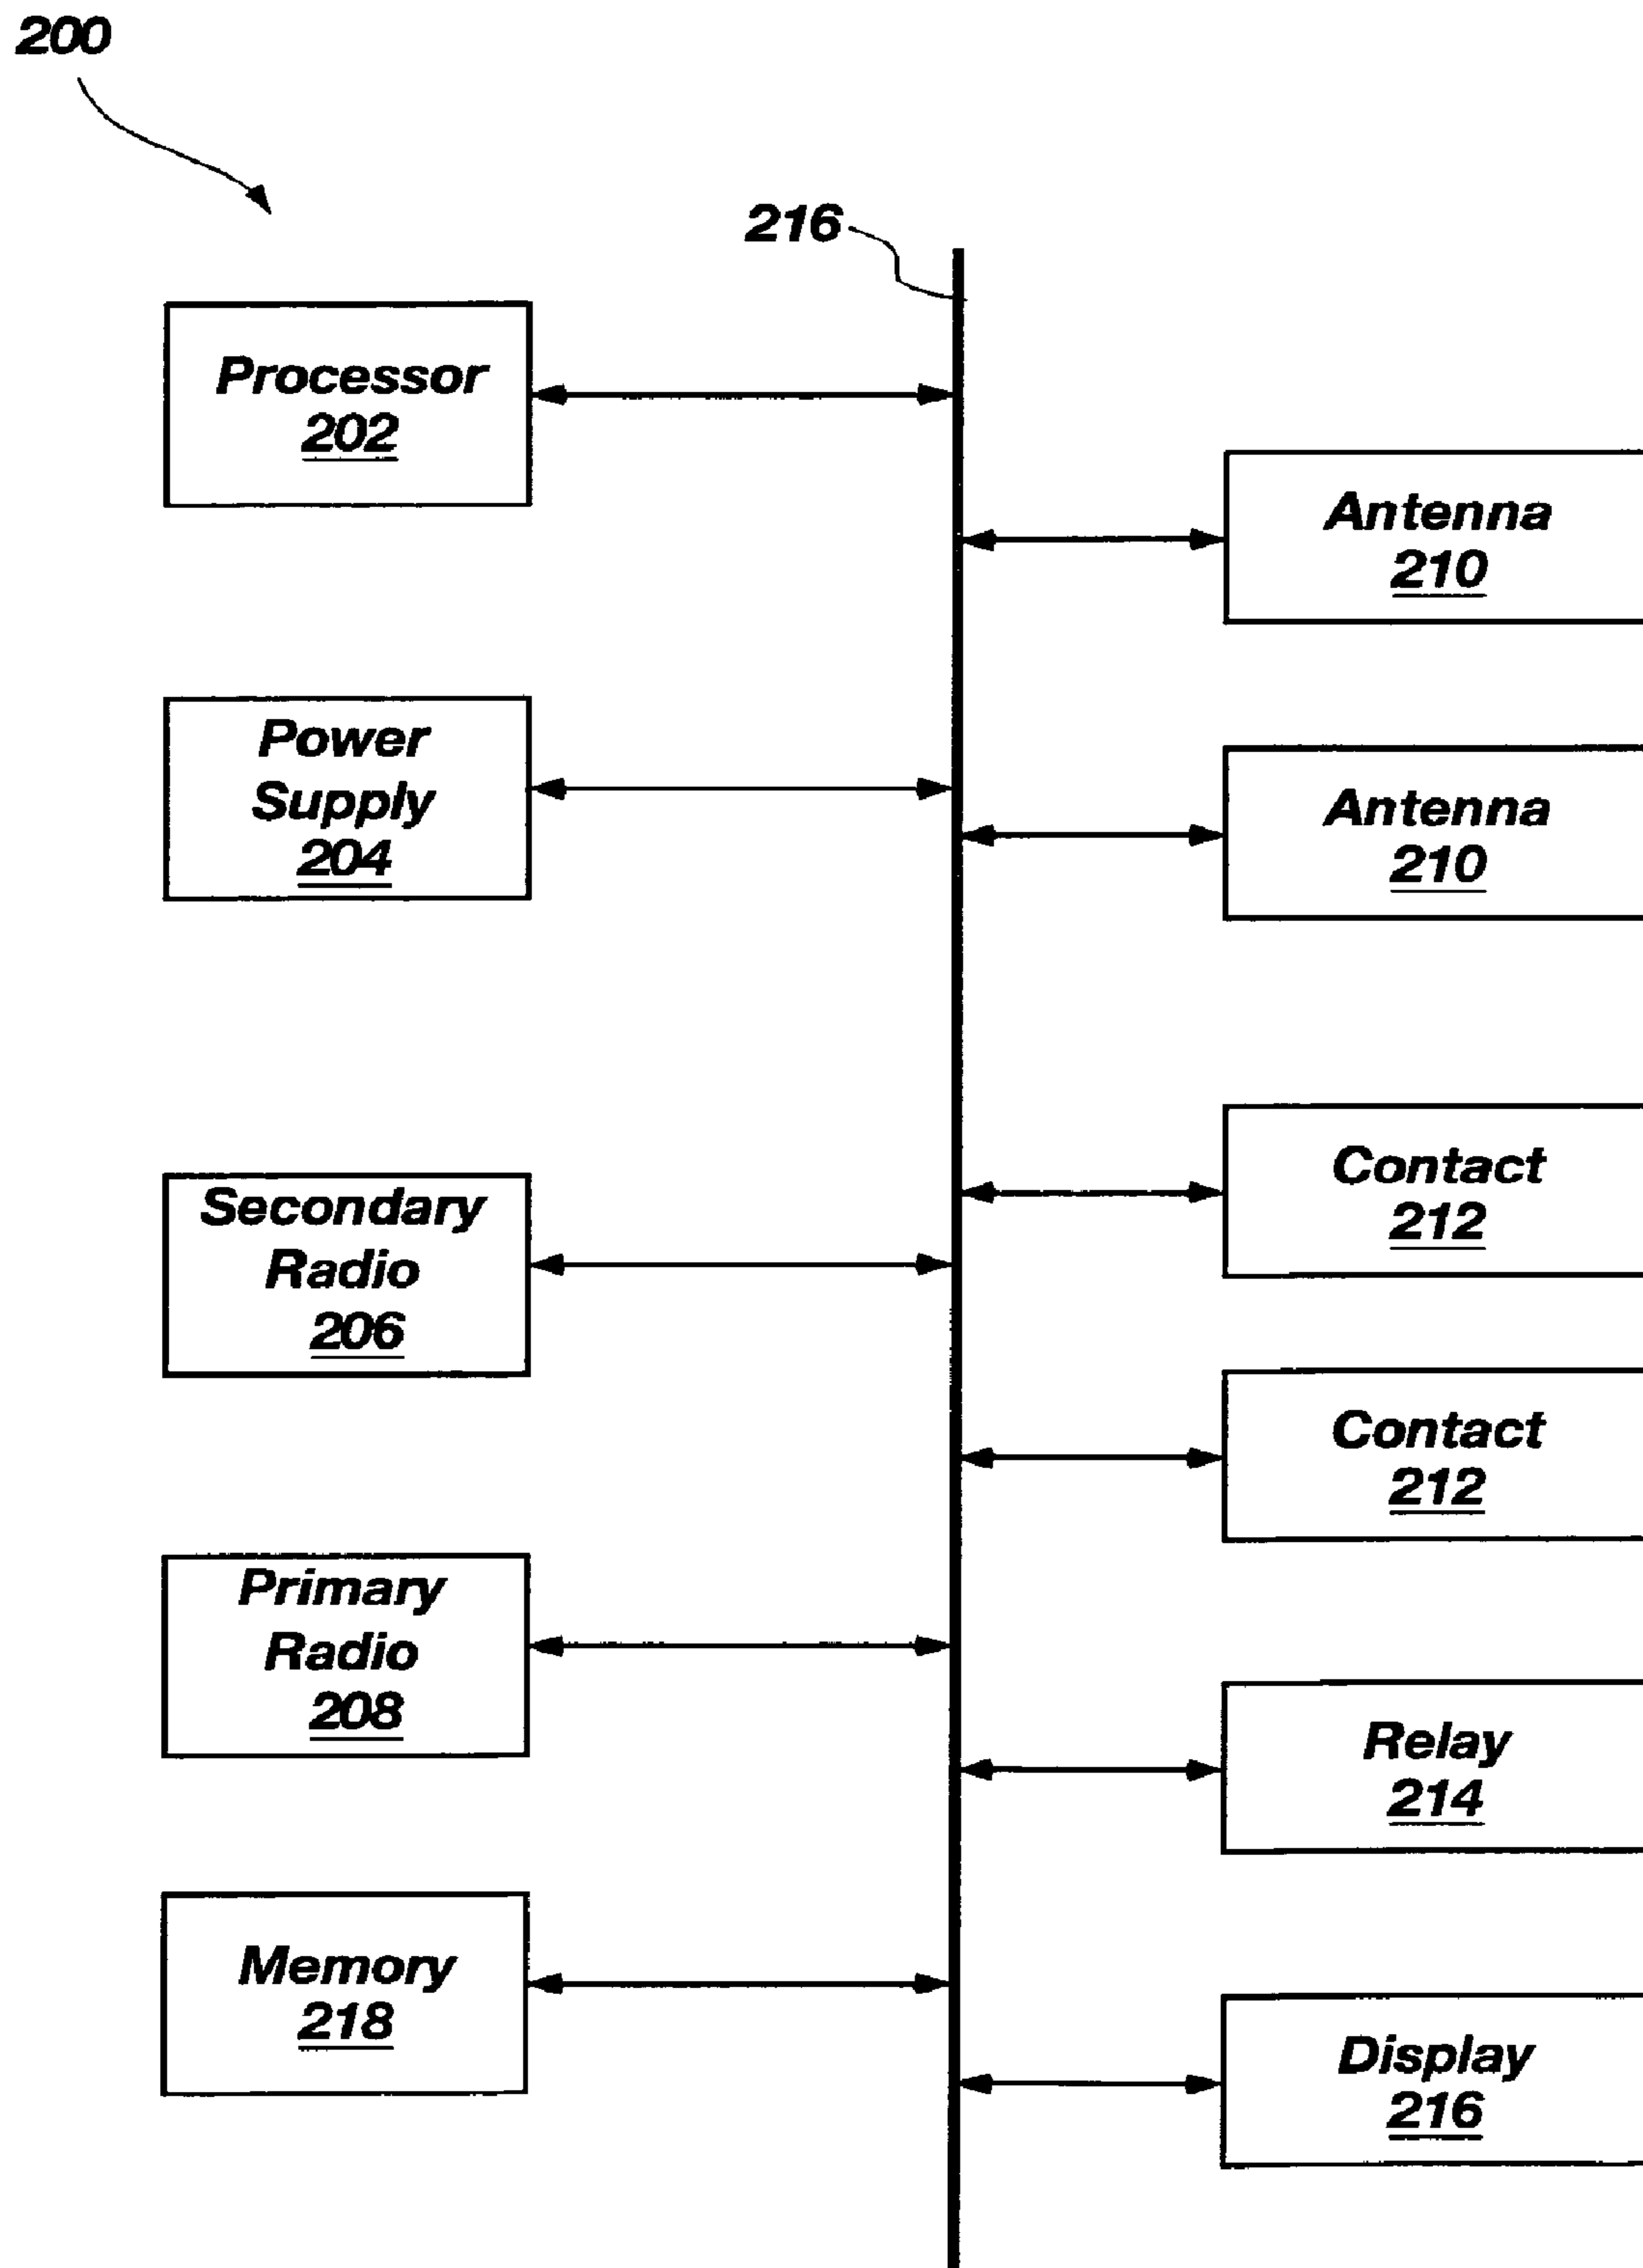 200
216
Processor
202
Antenna
210
Power
Supply
204
Antenna
210
Contact
212
Secondary
Radio
206
Contact
212
Primary
Radio
208
Relay
214
Memory
218
Display
216